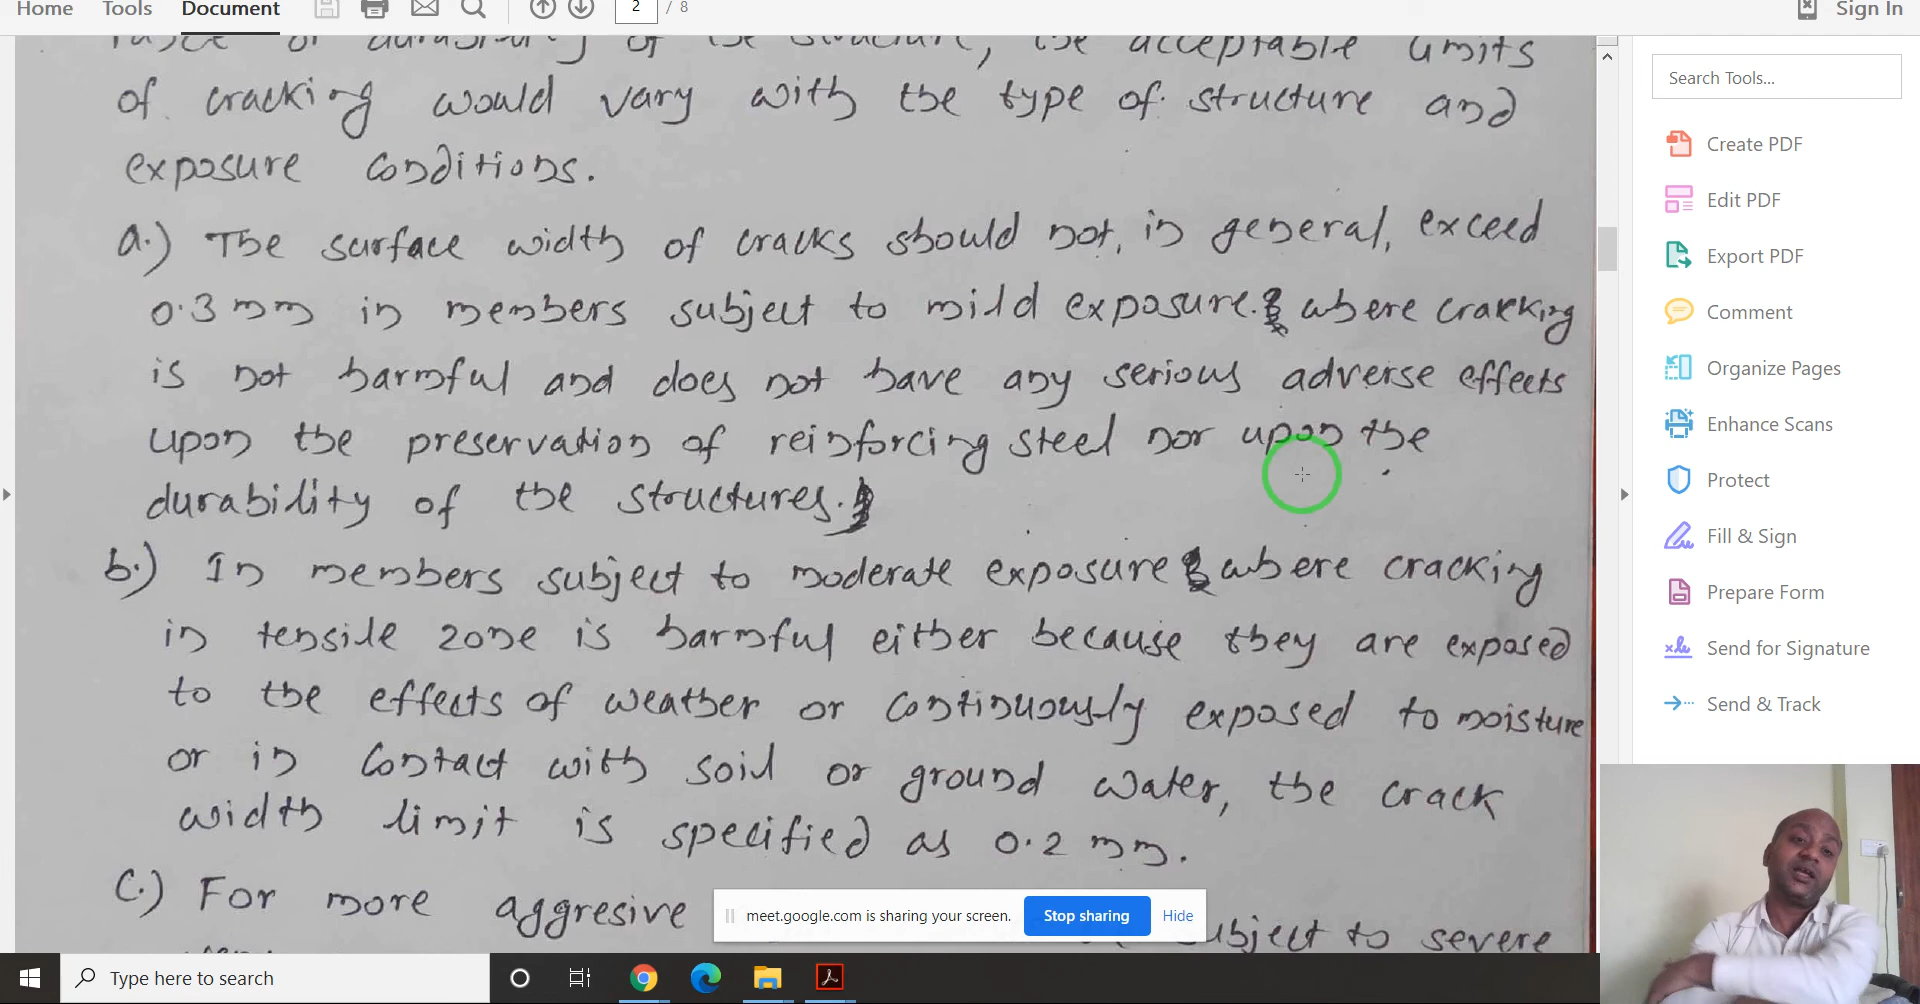 Home Tools Document 2 / 8 Sign In
of durability of the structure, the acceptable limits
of cracking would vary with the type of structure and
exposure conditions.
a.) The surface width of cracks should not, in general, exceed
0.3 mm in members subject to mild exposure. where cracking
is not harmful and does not have any serious adverse effects
upon the preservation of reinforcing steel nor upon the
durability of the structures.
b.) In members subject to moderate exposure where cracking
in tensile zone is harmful either because they are exposed
to the effects of weather or continuously exposed to moisture
or in contact with soil or ground water, the crack
width limit is specified as 0.2 mm.
C.) For more aggresive subject to severe
Search Tools...
Create PDF
Edit PDF
Export PDF
Comment
Organize Pages
Enhance Scans
Protect
Fill & Sign
Prepare Form
Send for Signature
Send & Track
meet.google.com is sharing your screen. Stop sharing Hide
Type here to search